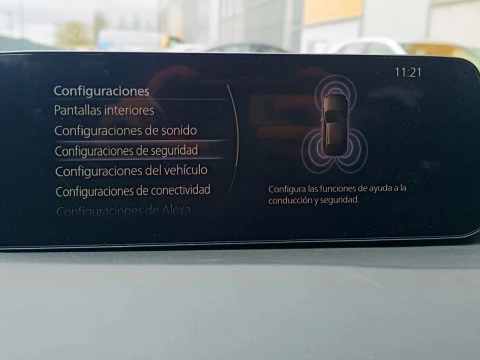 11:21
Configuraciones
Pantallas interiores
Configuraciones de sonido
Configuraciones de seguridad
Configuraciones del vehículo
Configuraciones de conectividad
Configuraciones de Alexa
Configura las funciones de ayuda a la
conducción y seguridad.